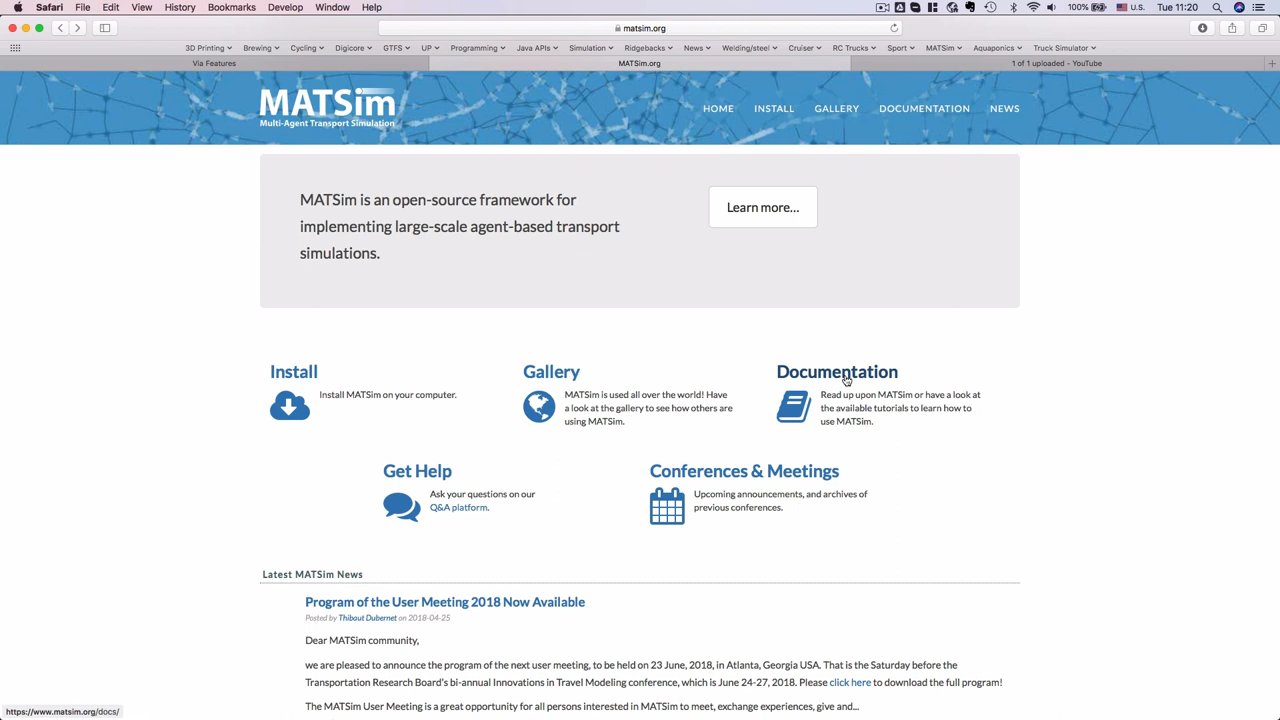 Safari File Edit View History Bookmarks Develop Window Help 100% U.S. Tue 11:20
matsim.org
3D Printing Brewing Cycling Digicore GTFS UP Programming Java APIs Simulation Ridgebacks News Welding/steel Cruiser RC Trucks Sport MATSim Aquaponics Truck Simulator
Via Features MATSim.org 1 of 1 uploaded - YouTube
MATSim
Multi-Agent Transport Simulation
HOME INSTALL GALLERY DOCUMENTATION NEWS
MATSim is an open-source framework for
implementing large-scale agent-based transport
simulations.
Learn more...
Install
Install MATSim on your computer.
Gallery
MATSim is used all over the world! Have
a look at the gallery to see how others are
using MATSim.
Documentation
Read up upon MATSim or have a look at
the available tutorials to learn how to
use MATSim.
Get Help
Ask your questions on our
Q&A platform.
Conferences & Meetings
Upcoming announcements, and archives of
previous conferences.
Latest MATSim News
Program of the User Meeting 2018 Now Available
Posted by Thibaut Dubernet on 2018-04-25
Dear MATSim community,
we are pleased to announce the program of the next user meeting, to be held on 23 June, 2018, in Atlanta, Georgia USA. That is the Saturday before the
Transportation Research Board's bi-annual Innovations in Travel Modeling conference, which is June 24-27, 2018. Please click here to download the full program!
The MATSim User Meeting is a great opportunity for all persons interested in MATSim to meet, exchange experiences, give and...
https://www.matsim.org/docs/